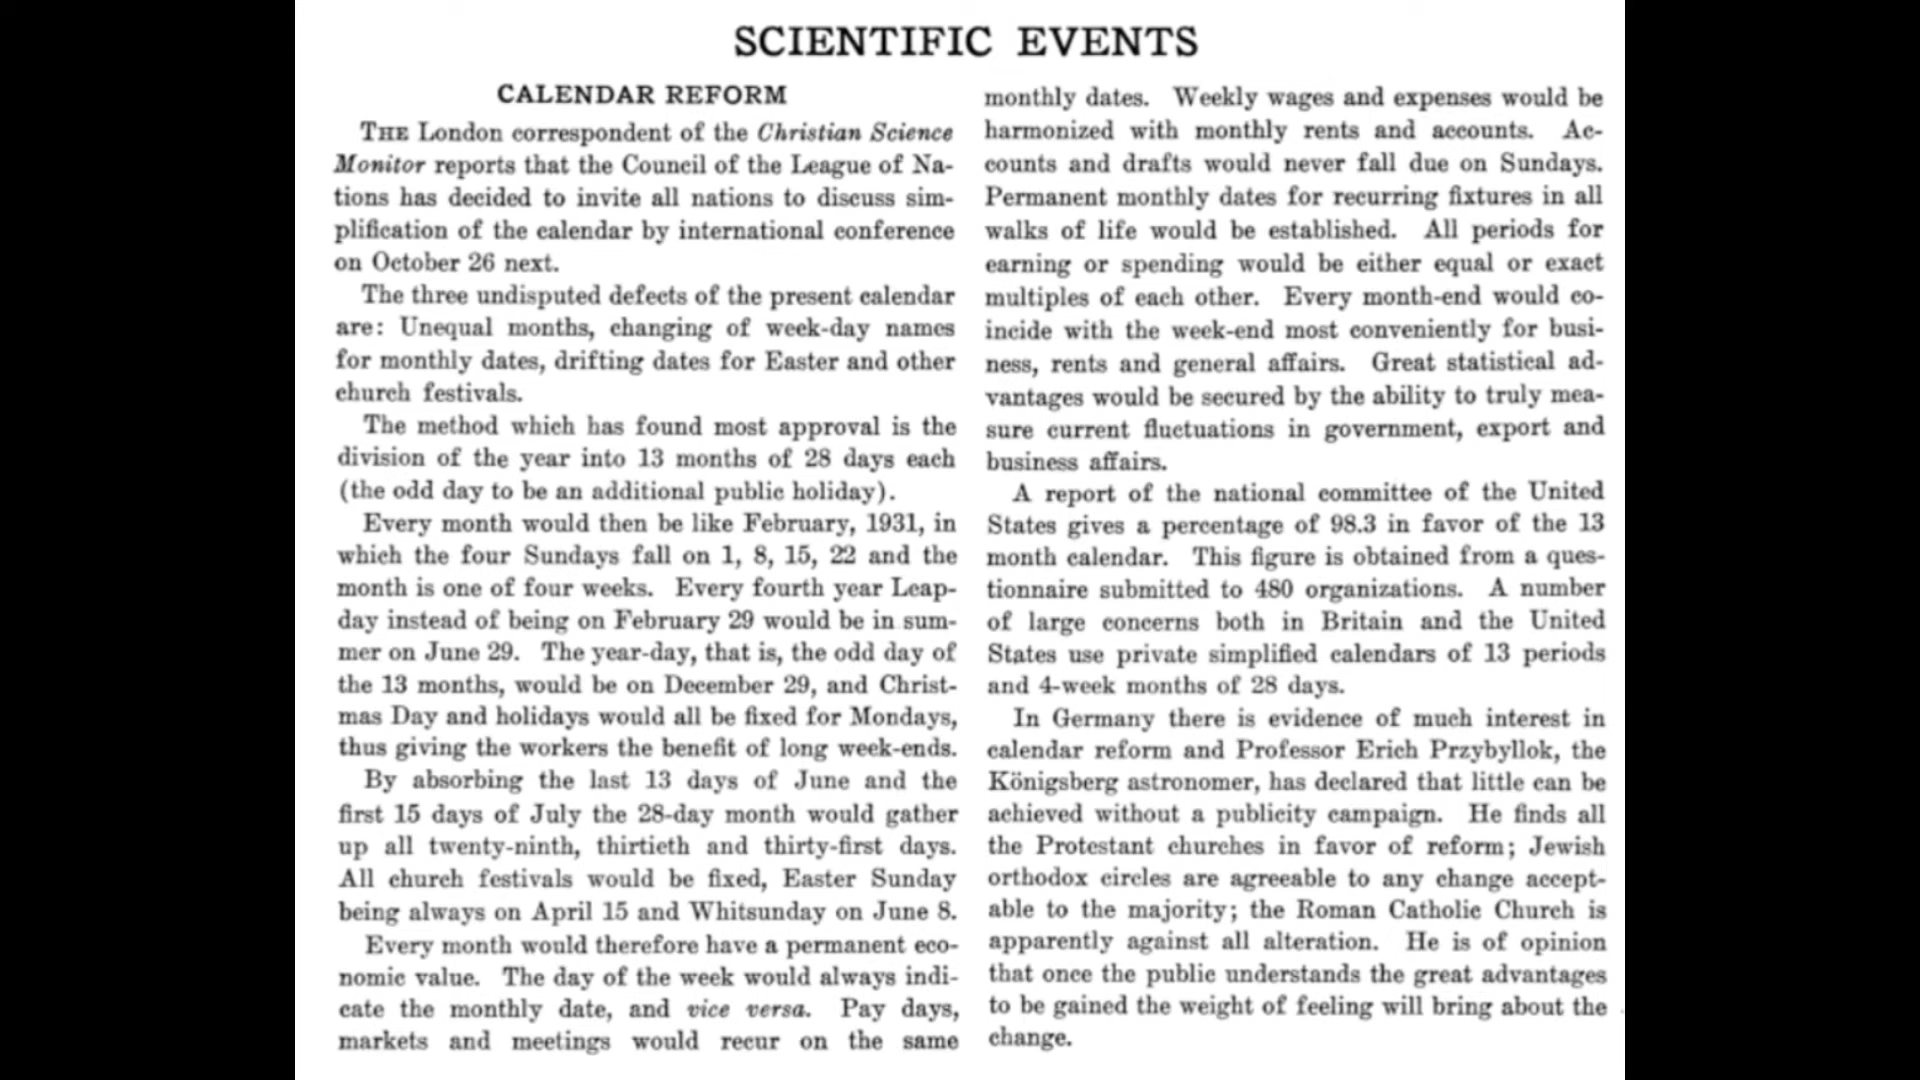 SCIENTIFIC EVENTS
CALENDAR REFORM
THE London correspondent of the Christian Science
Monitor reports that the Council of the League of Na-
tions has decided to invite all nations to discuss sim-
plification of the calendar by international conference
on October 26 next.
The three undisputed defects of the present calendar
are: Unequal months, changing of week-day names
for monthly dates, drifting dates for Easter and other
church festivals.
The method which has found most approval is the
division of the year into 13 months of 28 days each
(the odd day to be an additional public holiday).
Every month would then be like February, 1931, in
which the four Sundays fall on 1, 8, 15, 22 and the
month is one of four weeks. Every fourth year Leap-
day instead of being on February 29 would be in sum-
mer on June 29. The year-day, that is, the odd day of
the 13 months, would be on December 29, and Christ-
mas Day and holidays would all be fixed for Mondays,
thus giving the workers the benefit of long week-ends.
By absorbing the last 13 days of June and the
first 15 days of July the 28-day month would gather
up all twenty-ninth, thirtieth and thirty-first days.
All church festivals would be fixed, Easter Sunday
being always on April 15 and Whitsunday on June 8.
Every month would therefore have a permanent eco-
nomic value. The day of the week would always indi-
cate the monthly date, and vice versa. Pay days,
markets and meetings would recur on the same
monthly dates. Weekly wages and expenses would be
harmonized with monthly rents and accounts. Ac-
counts and drafts would never fall due on Sundays.
Permanent monthly dates for recurring fixtures in all
walks of life would be established. All periods for
earning or spending would be either equal or exact
multiples of each other. Every month-end would co-
incide with the week-end most conveniently for busi-
ness, rents and general affairs. Great statistical ad-
vantages would be secured by the ability to truly mea-
sure current fluctuations in government, export and
business affairs.
A report of the national committee of the United
States gives a percentage of 98.3 in favor of the 13
month calendar. This figure is obtained from a ques-
tionnaire submitted to 480 organizations. A number
of large concerns both in Britain and the United
States use private simplified calendars of 13 periods
and 4-week months of 28 days.
In Germany there is evidence of much interest in
calendar reform and Professor Erich Przybyllok, the
Königsberg astronomer, has declared that little can be
achieved without a publicity campaign. He finds all
the Protestant churches in favor of reform; Jewish
orthodox circles are agreeable to any change accept-
able to the majority; the Roman Catholic Church is
apparently against all alteration. He is of opinion
that once the public understands the great advantages
to be gained the weight of feeling will bring about the
change.